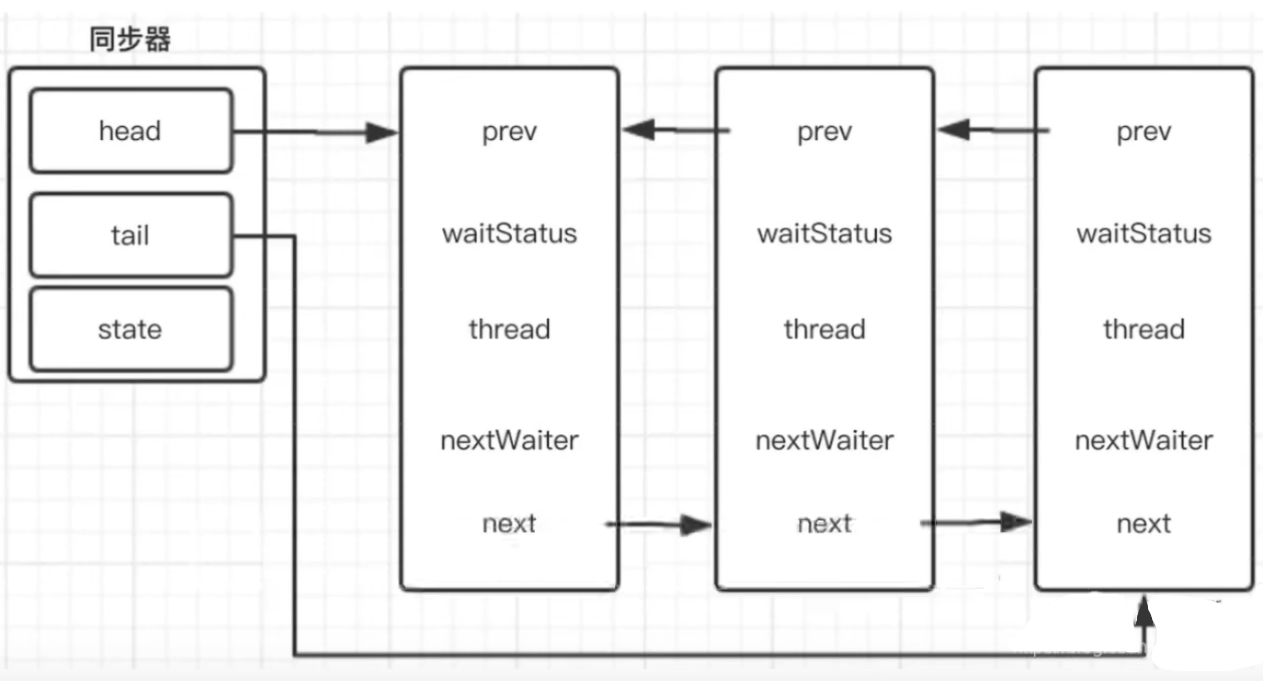 同步器
head
tail
state
prev
waitStatus
thread
nextWaiter
next
prev
waitStatus
thread
nextWaiter
next
prev
waitStatus
thread
nextWaiter
next